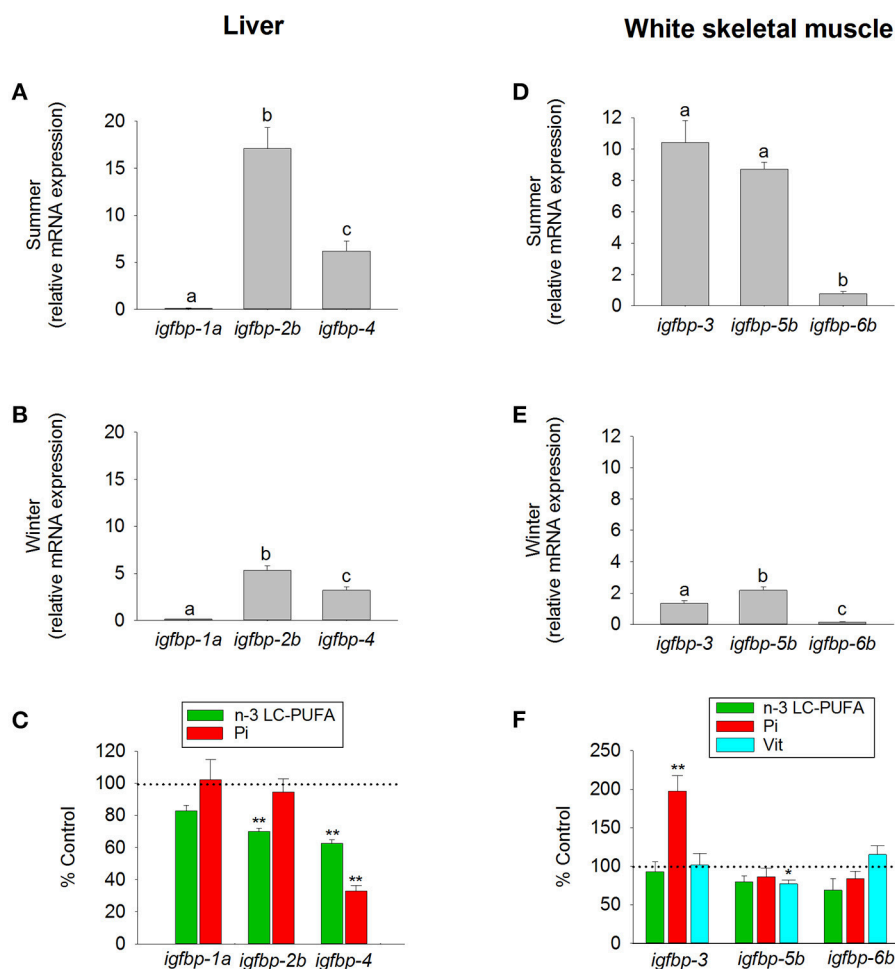 Liver
White skeletal muscle
A
Summer
(relative mRNA expression)
20
15
10
5
0
a
b
c
igfbp-1a
igfbp-2b
igfbp-4
D
Summer
(relative mRNA expression)
12
10
8
6
4
2
0
a
a
b
igfbp-3
igfbp-5b
igfbp-6b
B
Winter
(relative mRNA expression)
20
15
10
5
0
a
b
c
igfbp-1a
igfbp-2b
igfbp-4
E
Winter
(relative mRNA expression)
12
10
8
6
4
2
0
a
b
c
igfbp-3
igfbp-5b
igfbp-6b
C
n-3 LC-PUFA
Pi
% Control
120
100
80
60
40
20
0
**
**
**
igfbp-1a
igfbp-2b
igfbp-4
F
n-3 LC-PUFA
Pi
Vit
% Control
250
200
150
100
50
0
**
*
igfbp-3
igfbp-5b
igfbp-6b